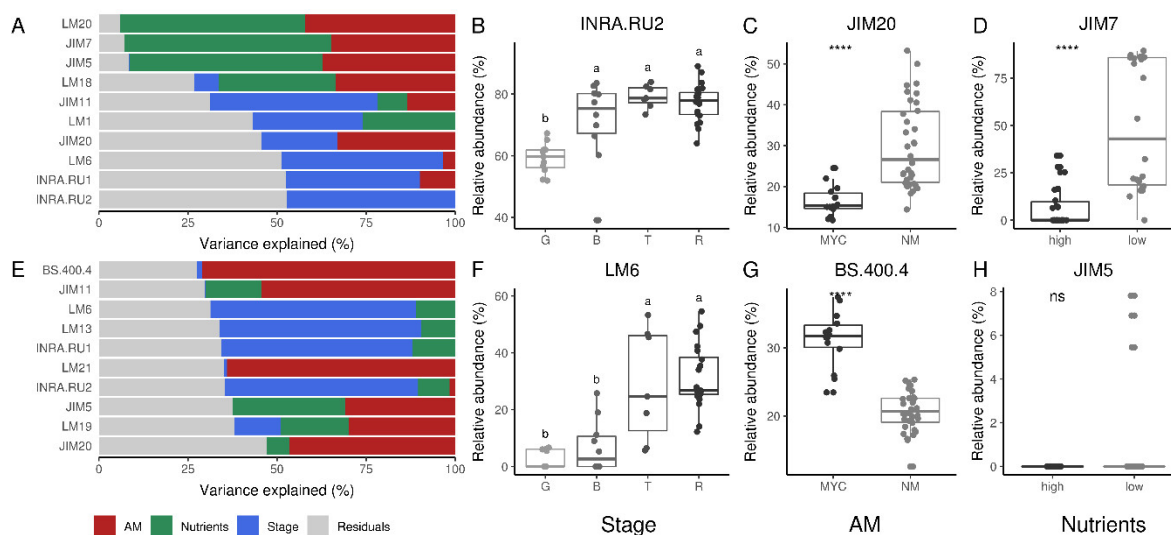 A
LM20
JIM7
JIM5
LM18
JIM11
LM1
JIM20
LM6
INRA.RU1
INRA.RU2
0 25 50 75 100
Variance explained (%)
B
INRA.RU2
Relative abundance (%)
80
60
40
b a a a
G B T R
C
JIM20
Relative abundance (%)
50
40
30
20
10
****
MYC NM
D
JIM7
Relative abundance (%)
75
50
25
0
****
high low
E
BS.400.4
JIM11
LM6
LM13
INRA.RU1
LM21
INRA.RU2
JIM5
LM19
JIM20
0 25 50 75 100
Variance explained (%)
AM Nutrients Stage Residuals
F
LM6
Relative abundance (%)
60
40
20
0
b b a a
G B T R
Stage
G
BS.400.4
Relative abundance (%)
30
20
****
MYC NM
AM
H
JIM5
Relative abundance (%)
8
6
4
2
0
ns
high low
Nutrients